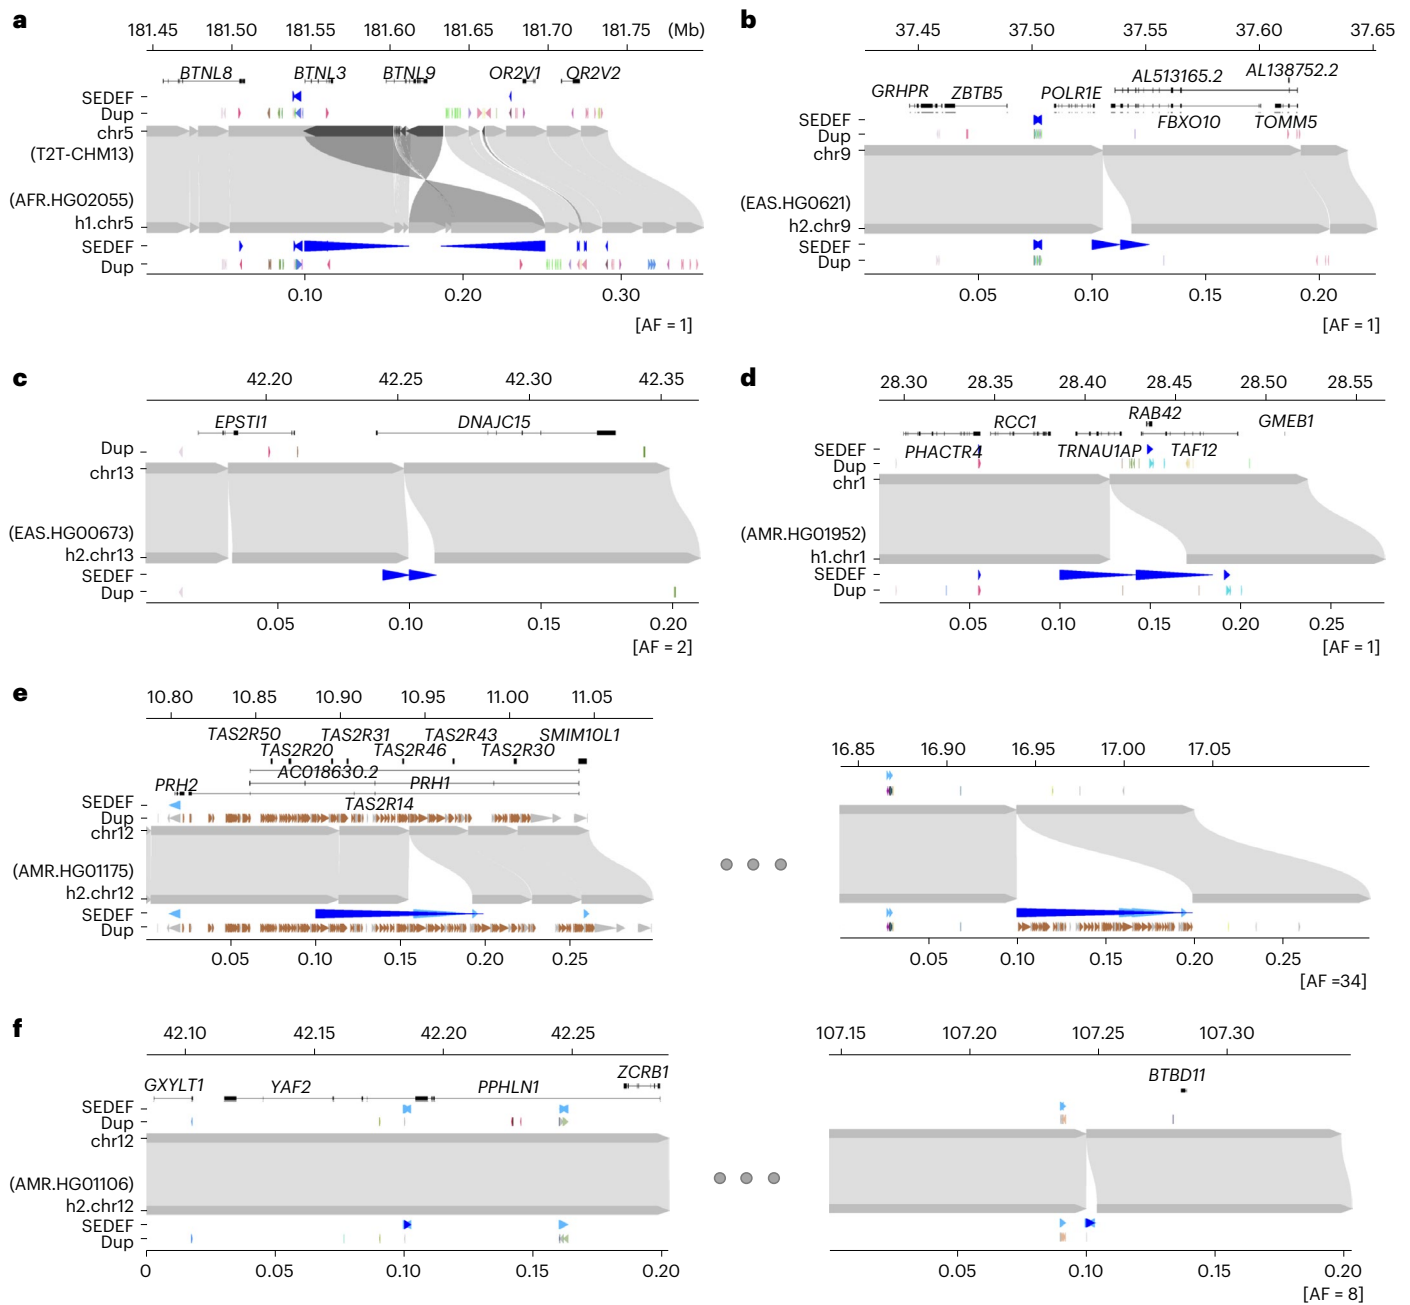 a
181.45 181.50 181.55 181.60 181.65 181.70 181.75 (Mb)
BTNL8 BTNL3 BTNL9 OR2V1 OR2V2
SEDEF
Dup
chr5
(T2T-CHM13)
(AFR.HG02055)
h1.chr5
SEDEF
Dup
0.10 0.20 0.30
[AF = 1]
b
37.45 37.50 37.55 37.60 37.65
AL138752.2
AL513165.2
GRHPR ZBTB5 POLR1E
SEDEF FBXO10 TOMM5
Dup
chr9
(EAS.HG0621)
h2.chr9
SEDEF
Dup
0.05 0.10 0.15 0.20
[AF = 1]
c
42.20 42.25 42.30 42.35
EPSTI1 DNAJC15
Dup
chr13
(EAS.HG00673)
h2.chr13
SEDEF
Dup
0.05 0.10 0.15 0.20
[AF = 2]
d
28.30 28.35 28.40 28.45 28.50 28.55
RAB42
RCC1 GMEB1
SEDEF PHACTR4 TRNAU1AP TAF12
Dup
chr1
(AMR.HG01952)
h1.chr1
SEDEF
Dup
0.05 0.10 0.15 0.20 0.25
[AF = 1]
e
10.80 10.85 10.90 10.95 11.00 11.05
TAS2R50 TAS2R31 TAS2R43 SMIM10L1
TAS2R20 TAS2R46 TAS2R30
AC018630.2
PRH2 PRH1
SEDEF TAS2R14
Dup
chr12
(AMR.HG01175)
h2.chr12
SEDEF
Dup
0.05 0.10 0.15 0.20 0.25
16.85 16.90 16.95 17.00 17.05
0.05 0.10 0.15 0.20 0.25
[AF =34]
f
42.10 42.15 42.20 42.25
ZCRB1
GXYLT1 YAF2 PPHLN1
SEDEF
Dup
chr12
(AMR.HG01106)
h2.chr12
SEDEF
Dup
0 0.05 0.10 0.15 0.20
107.15 107.20 107.25 107.30
BTBD11
0.05 0.10 0.15 0.20
[AF = 8]